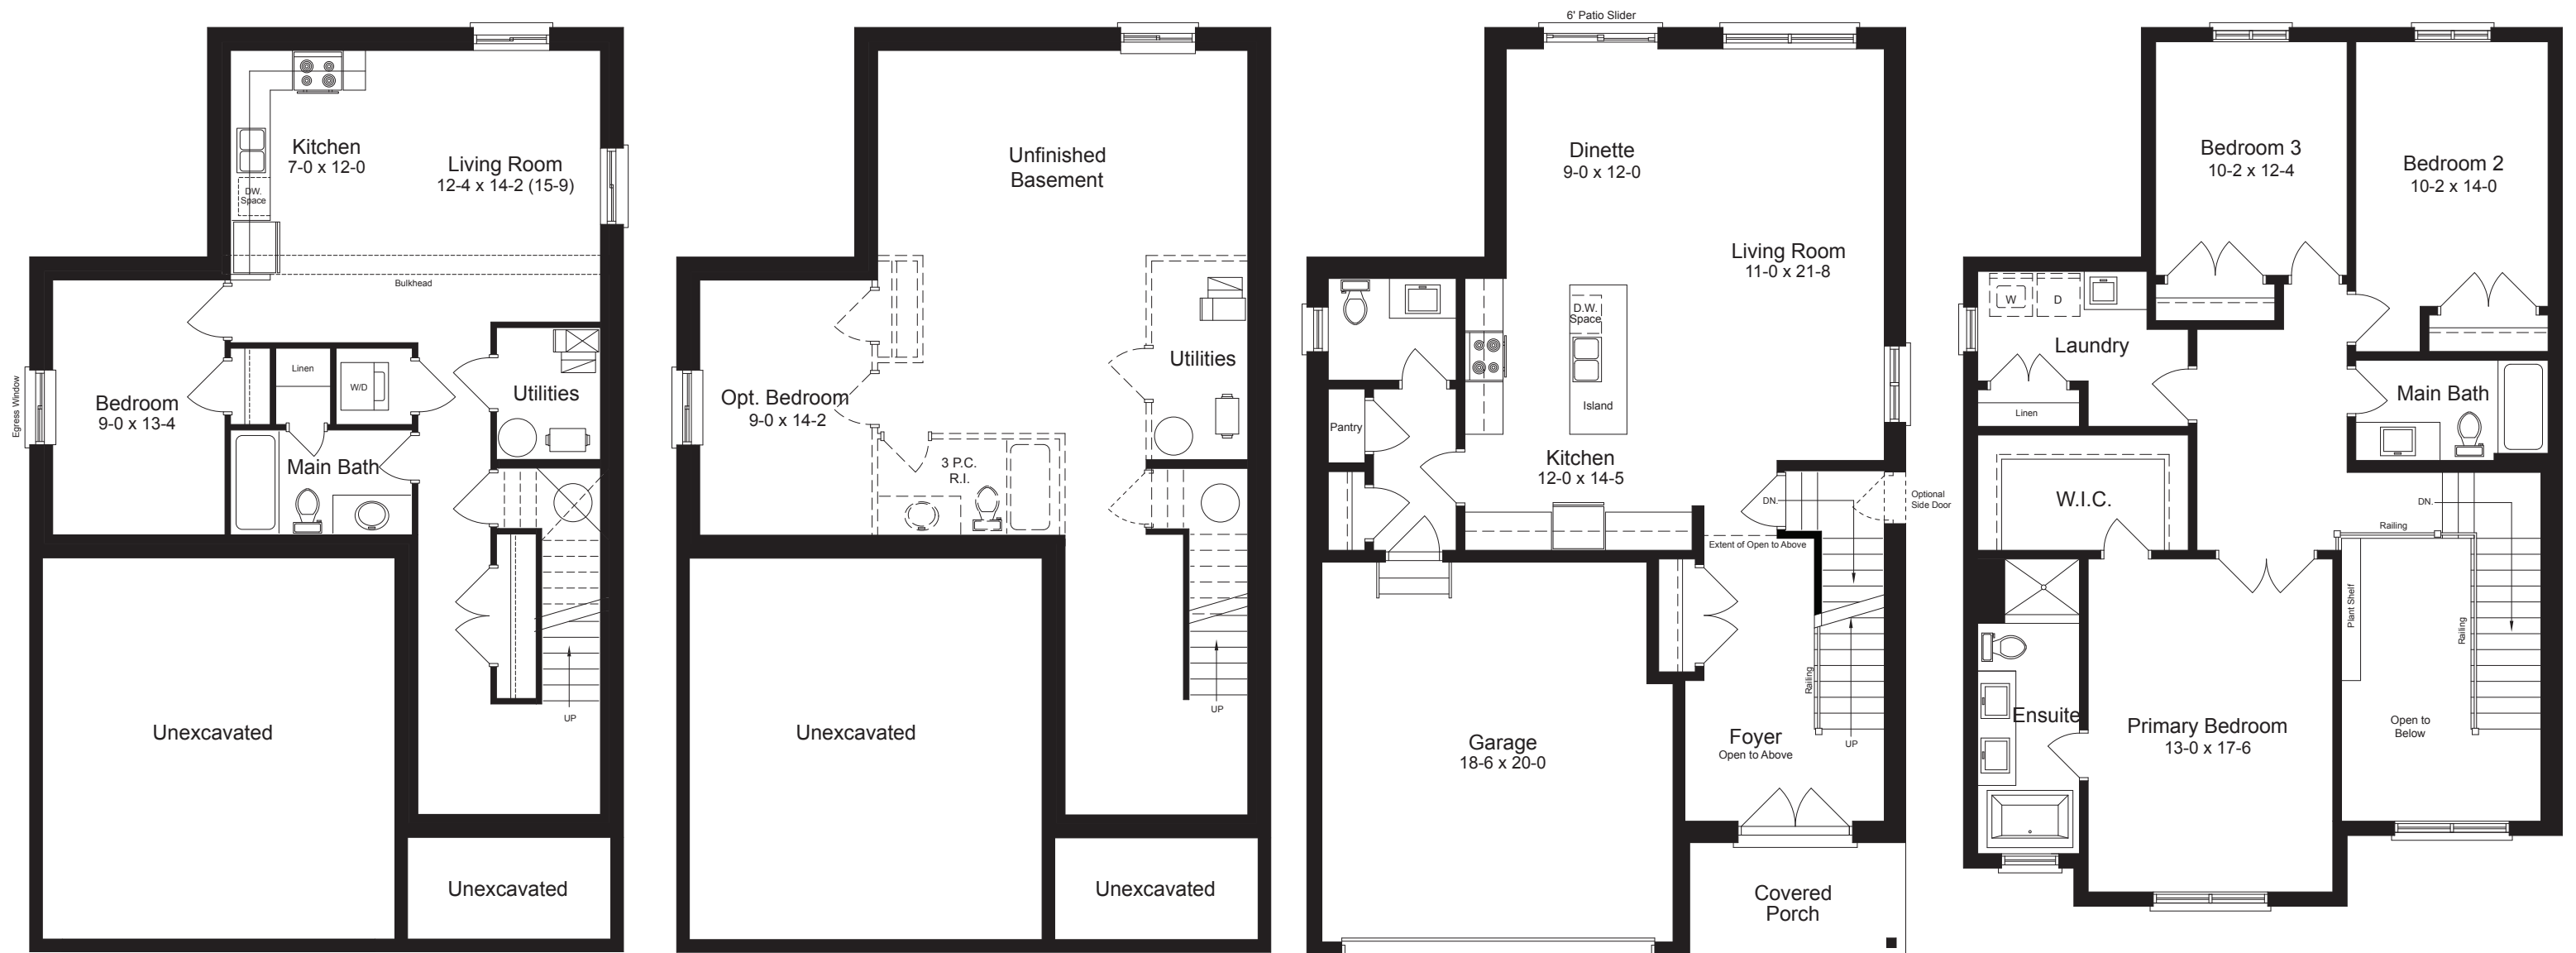 Kitchen
7-0 x 12-0
Living Room
12-4 x 14-2 (15-9)
DW.
Space
Bulkhead
Egress Window
Bedroom
9-0 x 13-4
Linen
W/D
Utilities
Main Bath
UP
Unexcavated
Unexcavated
Unfinished
Basement
Opt. Bedroom
9-0 x 14-2
Utilities
3 P.C.
R.I.
UP
Unexcavated
Unexcavated
6' Patio Slider
Dinette
9-0 x 12-0
Living Room
11-0 x 21-8
D.W.
Space
Island
Pantry
Kitchen
12-0 x 14-5
DN.
Optional
Side Door
Extent of Open to Above
Railing
Foyer
Open to Above
UP
Garage
18-6 x 20-0
Covered
Porch
Bedroom 3
10-2 x 12-4
Bedroom 2
10-2 x 14-0
W
D
Laundry
Linen
Main Bath
W.I.C.
DN.
Railing
Plant Shelf
Railing
Ensuite
Primary Bedroom
13-0 x 17-6
Open to
Below